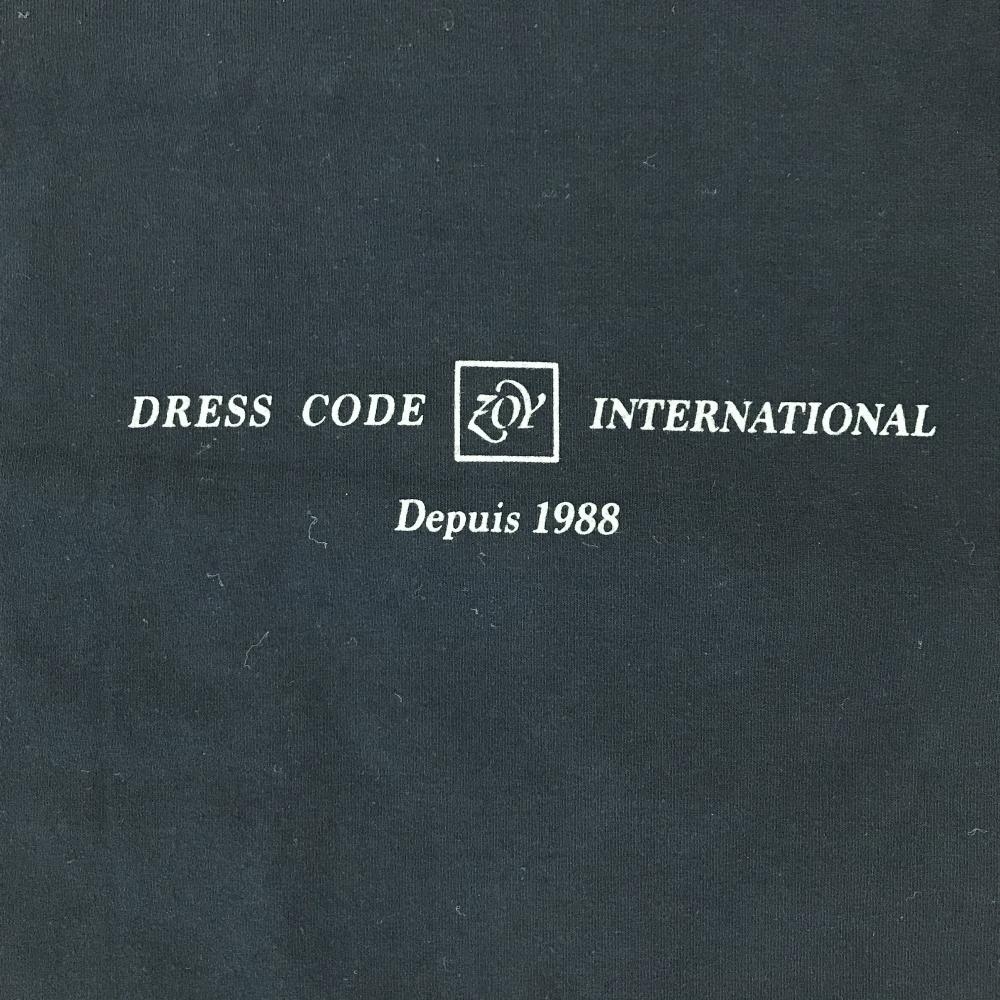 DRESS CODE ZOY INTERNATIONAL
Depuis 1988